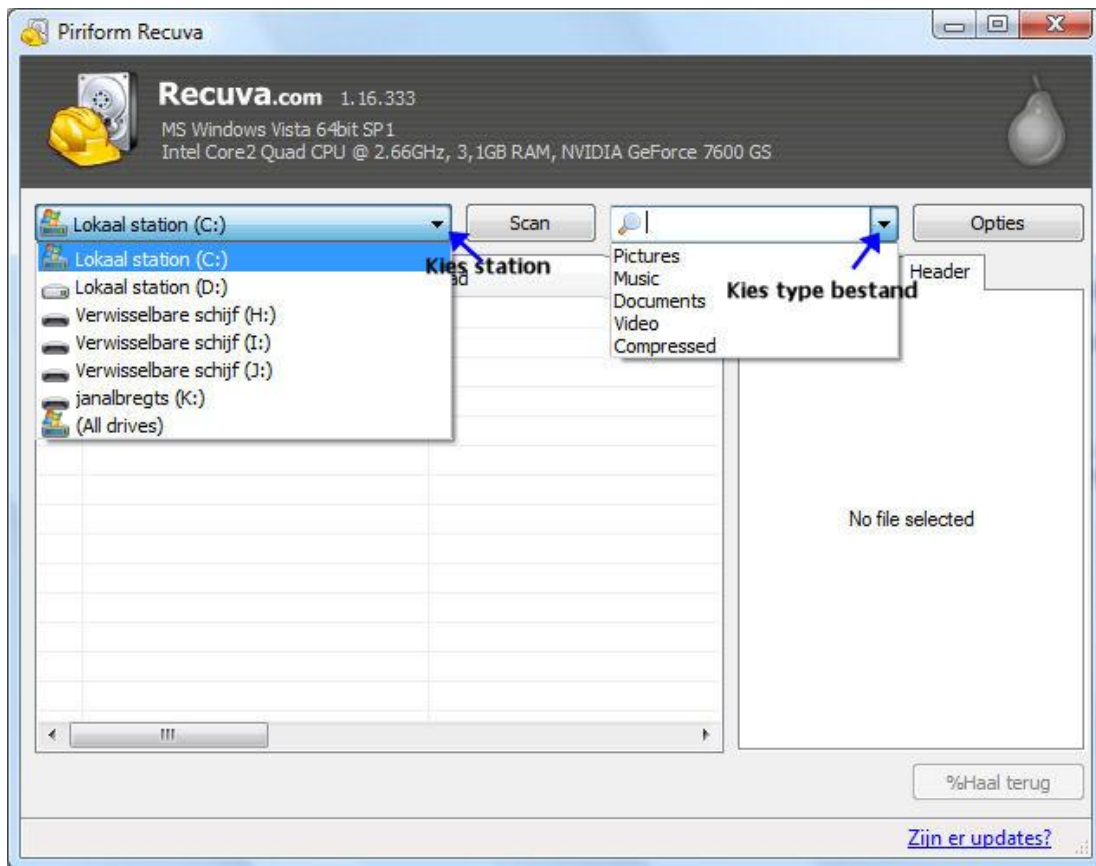 Piriform Recuva
Recuva.com 1.16.333
MS Windows Vista 64bit SP1
Intel Core2 Quad CPU @ 2.66GHz, 3,1GB RAM, NVIDIA GeForce 7600 GS
Lokaal station (C:)
Scan
Opties
Lokaal station (C:)
Lokaal station (D:)
Verwisselbare schijf (H:)
Verwisselbare schijf (I:)
Verwisselbare schijf (J:)
janalbregts (K:)
(All drives)
Kies station
Pictures
Music
Documents
Video
Compressed
Kies type bestand
Header
No file selected
%Haal terug
Zijn er updates?